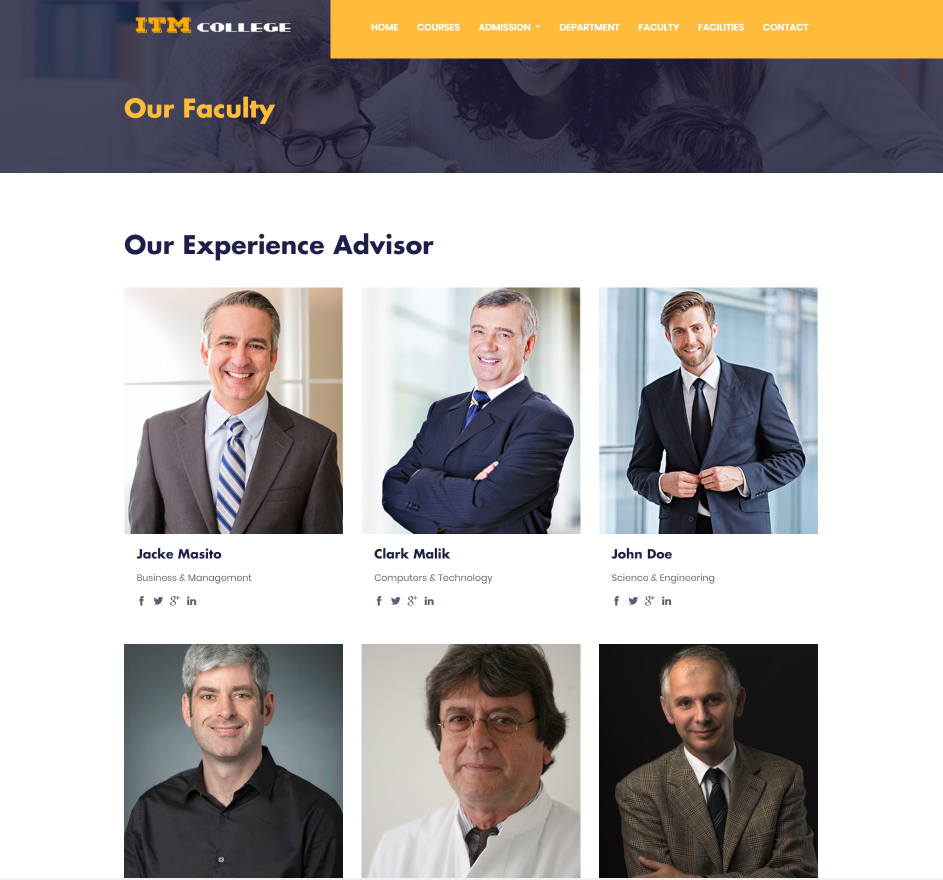 ITM COLLEGE
HOME COURSES ADMISSION DEPARTMENT FACULTY FACILITIES CONTACT
Our Faculty
Our Experience Advisor
Jacke Masito
Business & Management
Clark Malik
Computers & Technology
John Doe
Science & Engineering